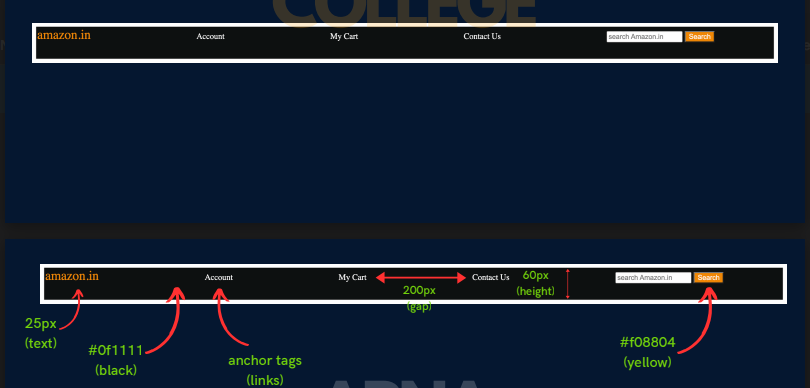 COLLEGE
amazon.in Account My Cart Contact Us search Amazon.in Search
amazon.in Account My Cart Contact Us 60px search Amazon.in Search
(height)
200px
(gap)
25px
(text)
#0f1111
(black)
anchor tags
(links)
#f08804
(yellow)
APNA